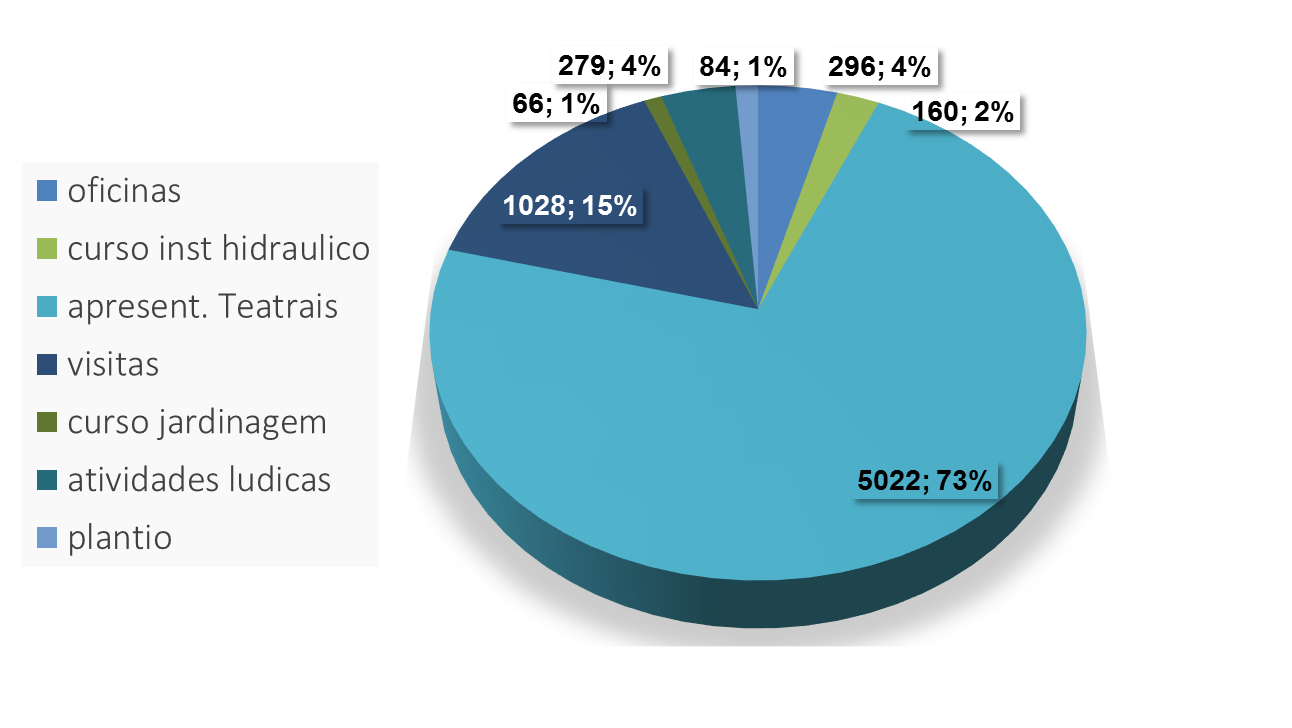 279; 4%
84; 1%
296; 4%
66; 1%
160; 2%
1028; 15%
5022; 73%
oficinas
curso inst hidraulico
apresent. Teatrais
visitas
curso jardinagem
atividades ludicas
plantio